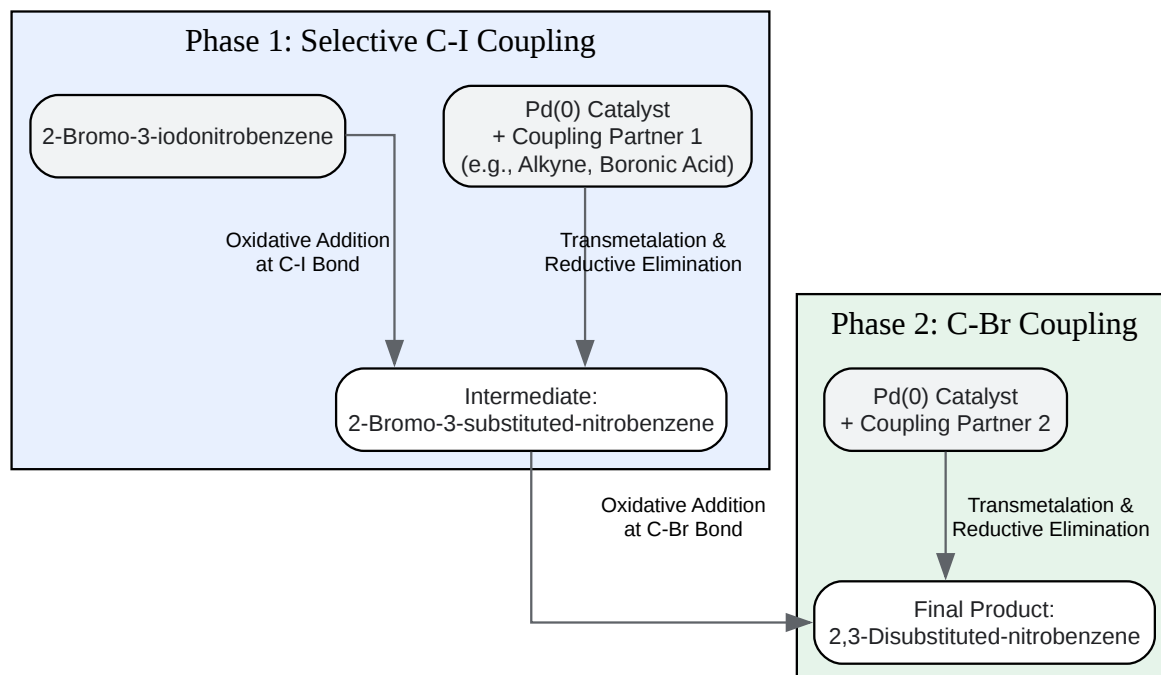 Phase 1: Selective C-I Coupling
2-Bromo-3-iodonitrobenzene
Pd(0) Catalyst
+ Coupling Partner 1
(e.g., Alkyne, Boronic Acid)
Oxidative Addition
at C-I Bond
Transmetalation &
Reductive Elimination
Intermediate:
2-Bromo-3-substituted-nitrobenzene
Phase 2: C-Br Coupling
Pd(0) Catalyst
+ Coupling Partner 2
Oxidative Addition
at C-Br Bond
Transmetalation &
Reductive Elimination
Final Product:
2,3-Disubstituted-nitrobenzene